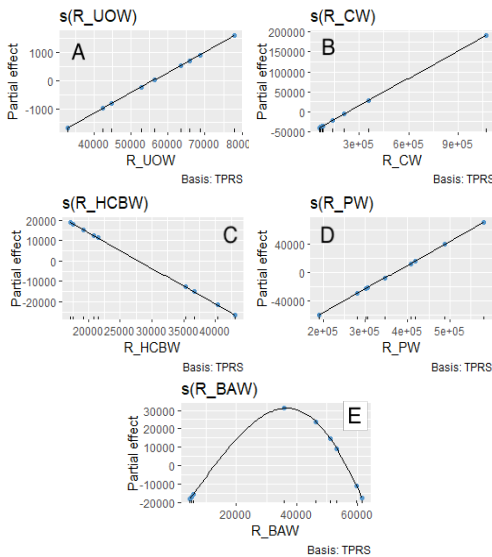 s(R_UOW)
A
Partial effect
1000
0
-1000
40000 50000 60000 70000 8000
R_UOW
Basis: TPRS
s(R_CW)
B
Partial effect
200000
150000
100000
50000
0
-50000
3e+05 6e+05 9e+05
R_CW
Basis: TPRS
s(R_HCBW)
C
Partial effect
20000
10000
0
-10000
-20000
20000 25000 30000 35000 40000
R_HCBW
Basis: TPRS
s(R_PW)
D
Partial effect
40000
0
-40000
2e+05 3e+05 4e+05 5e+05
R_PW
Basis: TPRS
s(R_BAW)
E
Partial effect
30000
20000
10000
0
-10000
-20000
20000 40000 60000
R_BAW
Basis: TPRS